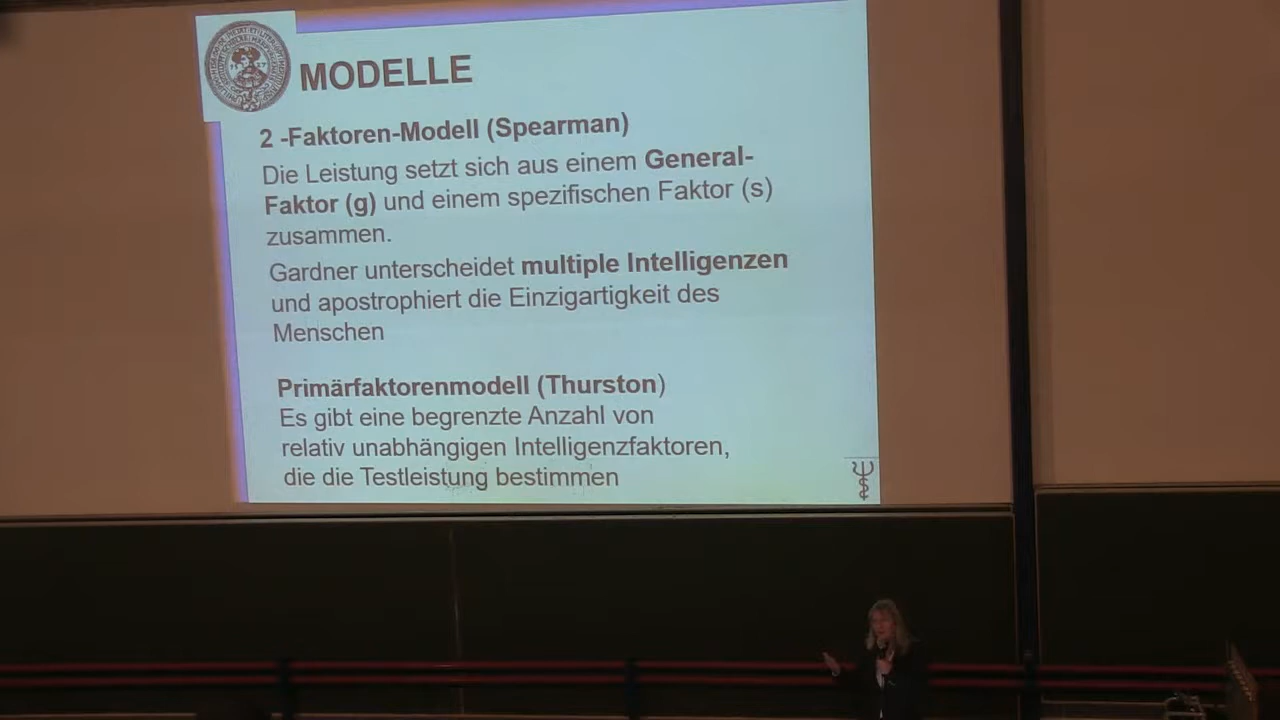 MODELLE
2 -Faktoren-Modell (Spearman)
Die Leistung setzt sich aus einem General-
Faktor (g) und einem spezifischen Faktor (s)
zusammen.
Gardner unterscheidet multiple Intelligenzen
und apostrophiert die Einzigartigkeit des
Menschen
Primärfaktorenmodell (Thurston)
Es gibt eine begrenzte Anzahl von
relativ unabhängigen Intelligenzfaktoren,
die die Testleistung bestimmen